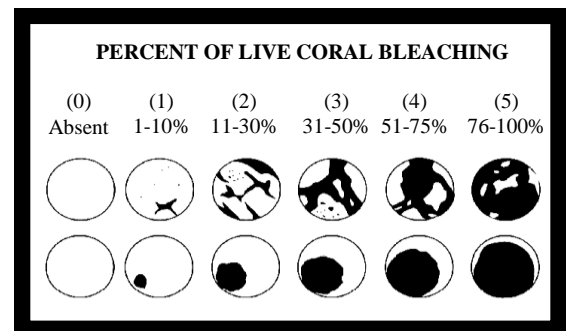 PERCENT OF LIVE CORAL BLEACHING
(0) (1) (2) (3) (4) (5)
Absent 1-10% 11-30% 31-50% 51-75% 76-100%